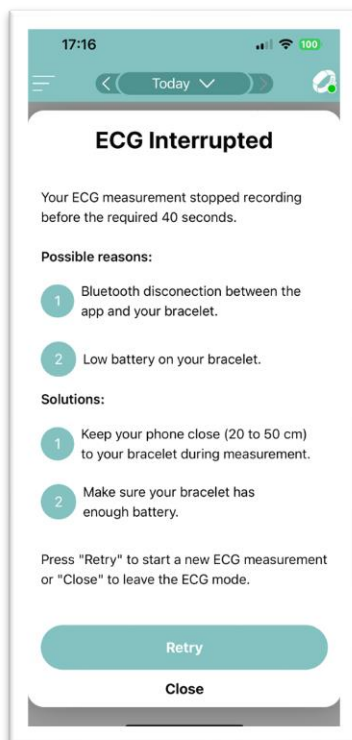 17:16
100
Today
ECG Interrupted
Your ECG measurement stopped recording
before the required 40 seconds.
Possible reasons:
1 Bluetooth disconection between the
app and your bracelet.
2 Low battery on your bracelet.
Solutions:
1 Keep your phone close (20 to 50 cm)
to your bracelet during measurement.
2 Make sure your bracelet has
enough battery.
Press "Retry" to start a new ECG measurement
or "Close" to leave the ECG mode.
Retry
Close